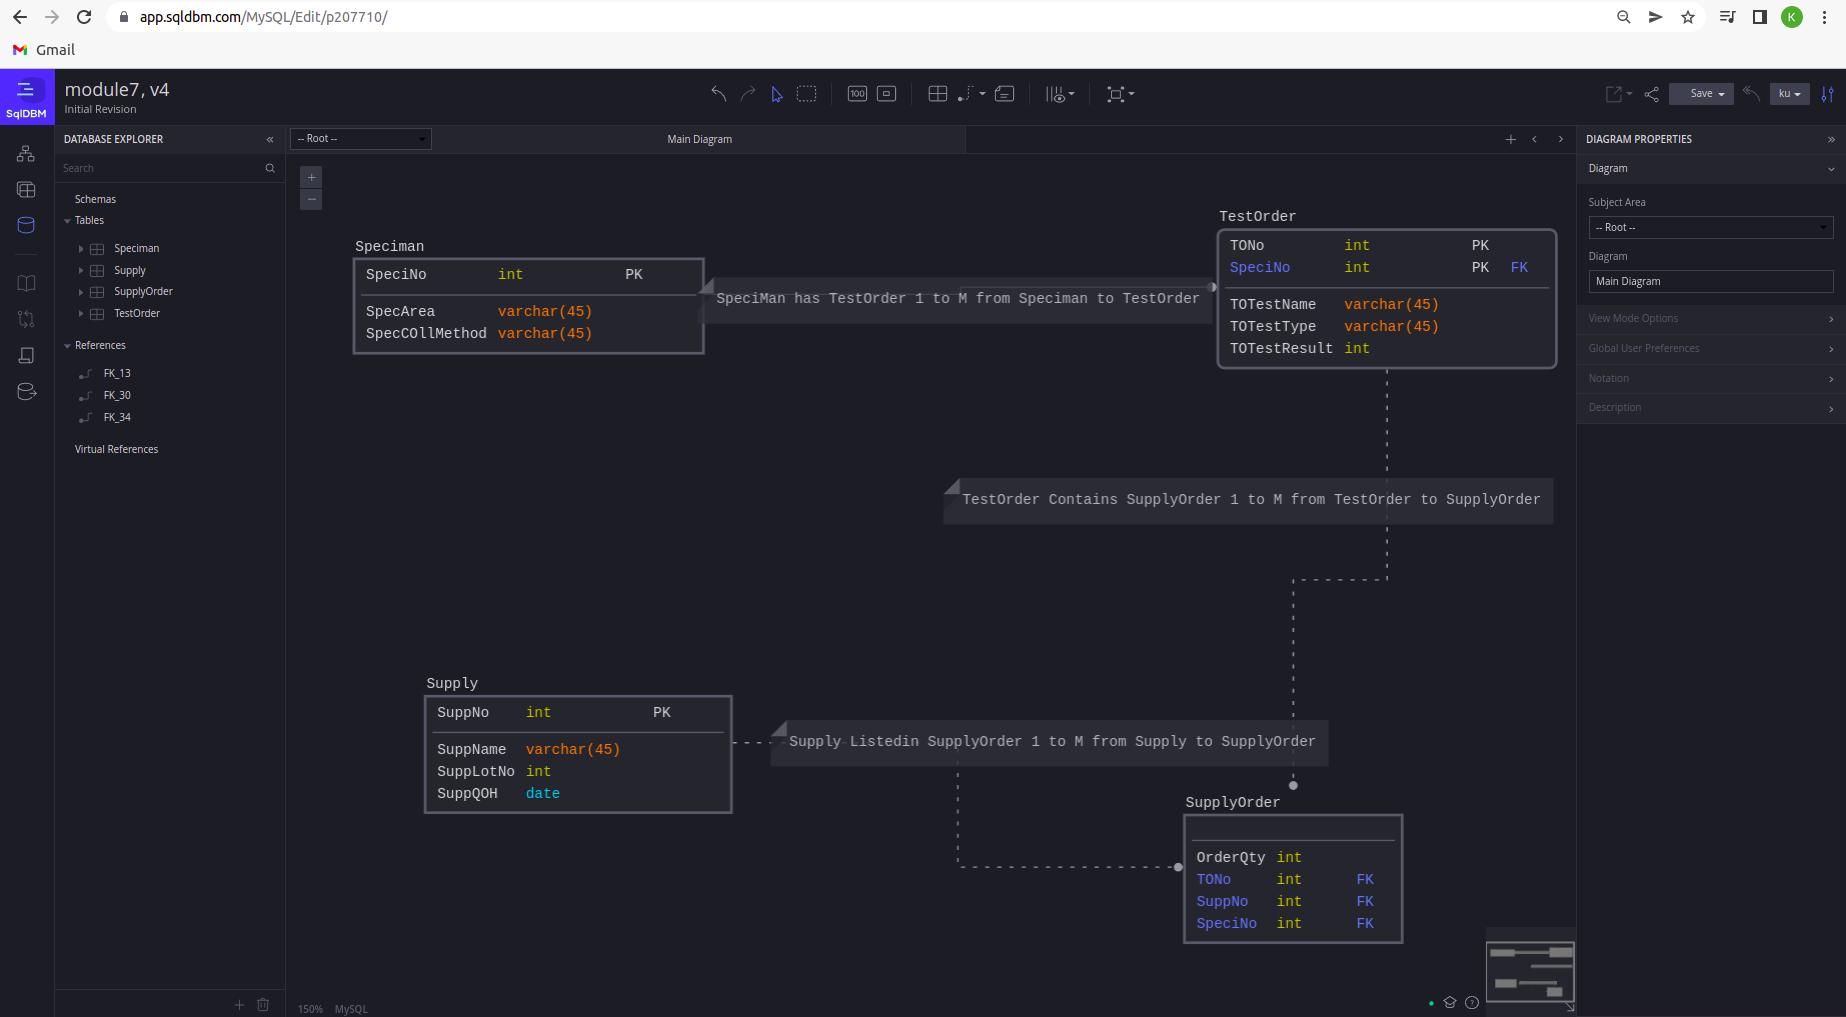 app.sqldbm.com/MySQL/Edit/p207710/
K
Gmail
SqlDBM
module7, v4
Initial Revision
100
Save
ku
DATABASE EXPLORER
-- Root --
Main Diagram
DIAGRAM PROPERTIES
Search
Schemas
Tables
Speciman
Supply
SupplyOrder
TestOrder
References
FK_13
FK_30
FK_34
Virtual References
Speciman
SpeciNo int PK
SpecArea varchar(45)
SpecCOllMethod varchar(45)
SpeciMan has TestOrder 1 to M from Speciman to TestOrder
TestOrder
TONo int PK
SpeciNo int PK FK
TOTestName varchar(45)
TOTestType varchar(45)
TOTestResult int
TestOrder Contains SupplyOrder 1 to M from TestOrder to SupplyOrder
Supply
SuppNo int PK
SuppName varchar(45)
SuppLotNo int
SuppQOH date
Supply Listedin SupplyOrder 1 to M from Supply to SupplyOrder
SupplyOrder
OrderQty int
TONo int FK
SuppNo int FK
SpeciNo int FK
150% MySQL
Diagram
Subject Area
-- Root --
Diagram
Main Diagram
View Mode Options
Global User Preferences
Notation
Description